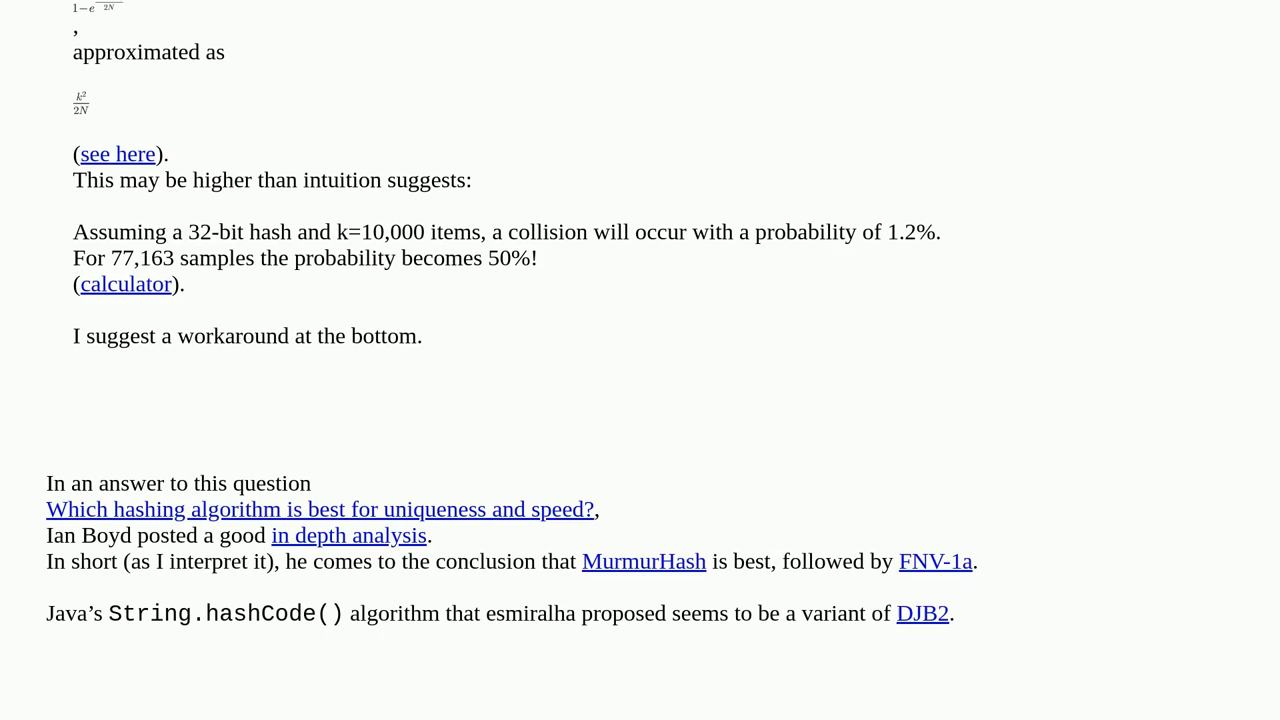 1−e 2N
,
approximated as
k²
2N
(see here).
This may be higher than intuition suggests:
Assuming a 32-bit hash and k=10,000 items, a collision will occur with a probability of 1.2%.
For 77,163 samples the probability becomes 50%!
(calculator).
I suggest a workaround at the bottom.
In an answer to this question
Which hashing algorithm is best for uniqueness and speed?,
Ian Boyd posted a good in depth analysis.
In short (as I interpret it), he comes to the conclusion that MurmurHash is best, followed by FNV-1a.
Java’s String.hashCode() algorithm that esmiralha proposed seems to be a variant of DJB2.